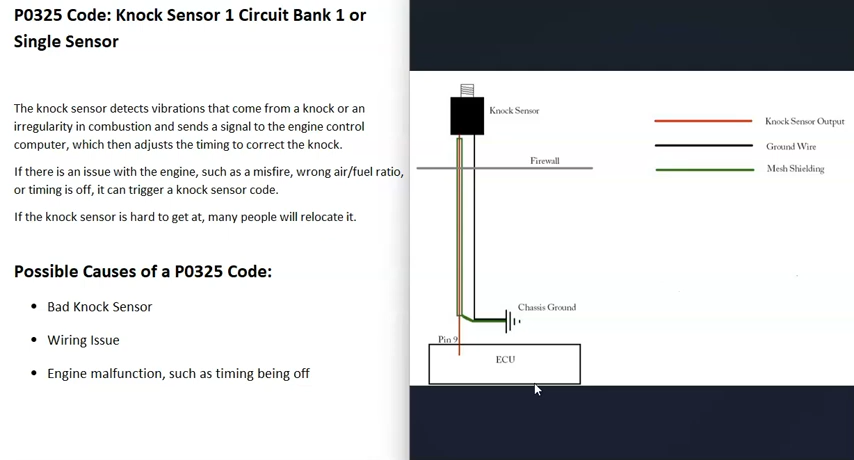 P0325 Code: Knock Sensor 1 Circuit Bank 1 or
Single Sensor
The knock sensor detects vibrations that come from a knock or an
irregularity in combustion and sends a signal to the engine control
computer, which then adjusts the timing to correct the knock.
If there is an issue with the engine, such as a misfire, wrong air/fuel ratio,
or timing is off, it can trigger a knock sensor code.
If the knock sensor is hard to get at, many people will relocate it.
Possible Causes of a P0325 Code:
• Bad Knock Sensor
• Wiring Issue
• Engine malfunction, such as timing being off
Knock Sensor
Knock Sensor Output
Ground Wire
Mesh Shielding
Firewall
Chassis Ground
Pin 9
ECU